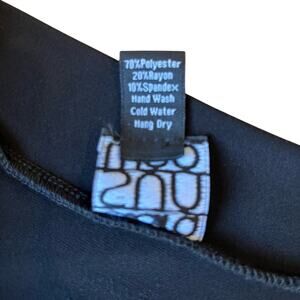 70%Polyester
20%Rayon
10%Spandex
Hand Wash
Cold Water
Hang Dry